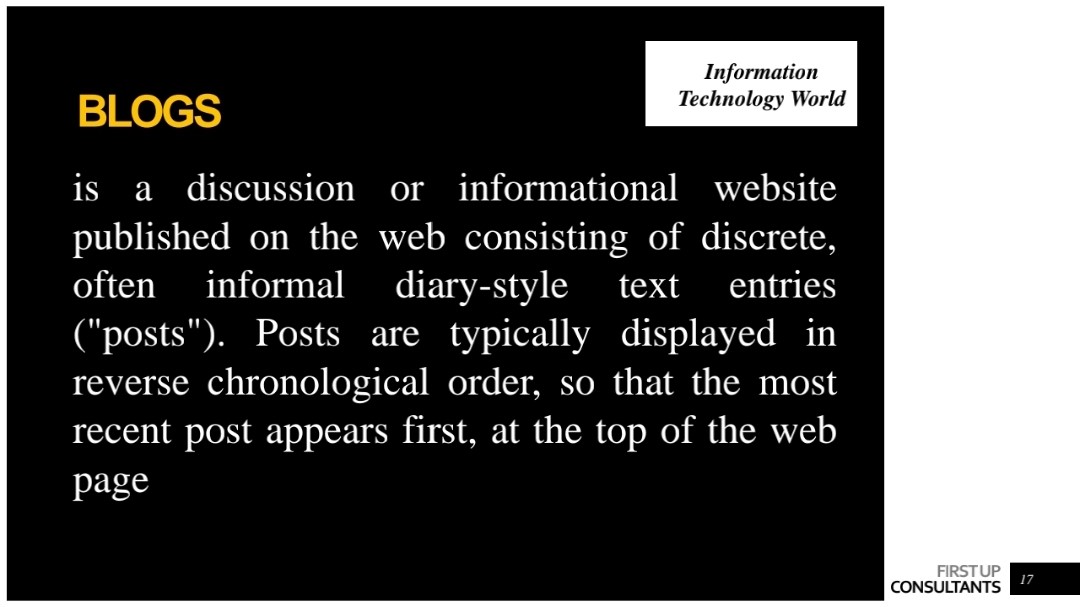 Information
Technology World
BLOGS
is a discussion or informational website
published on the web consisting of discrete,
often informal diary-style text entries
("posts"). Posts are typically displayed in
reverse chronological order, so that the most
recent post appears first, at the top of the web
page
FIRST UP
CONSULTANTS
17